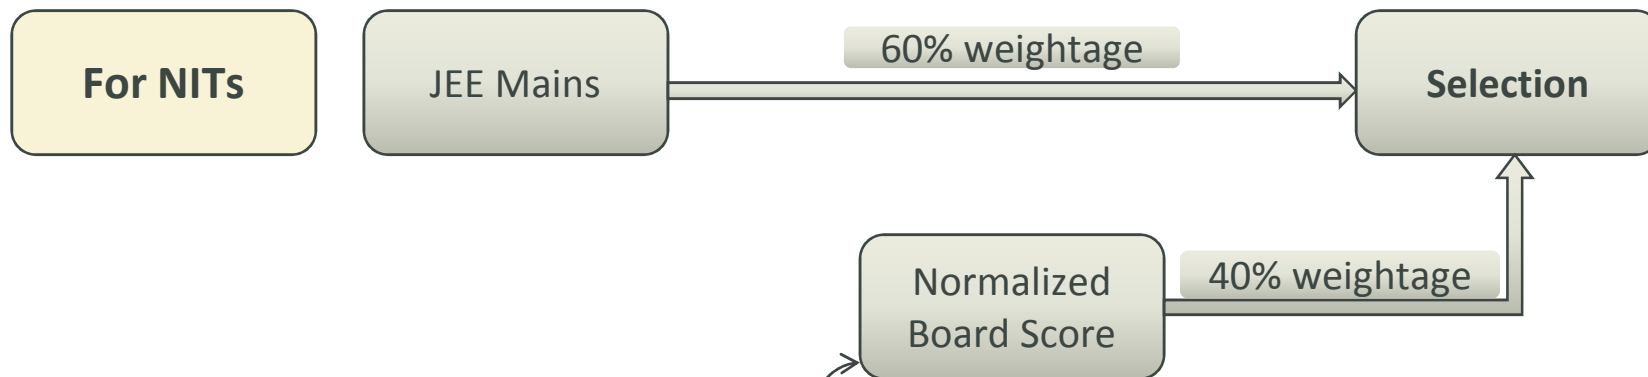 For NITs
JEE Mains
60% weightage
Selection
Normalized
Board Score
40% weightage